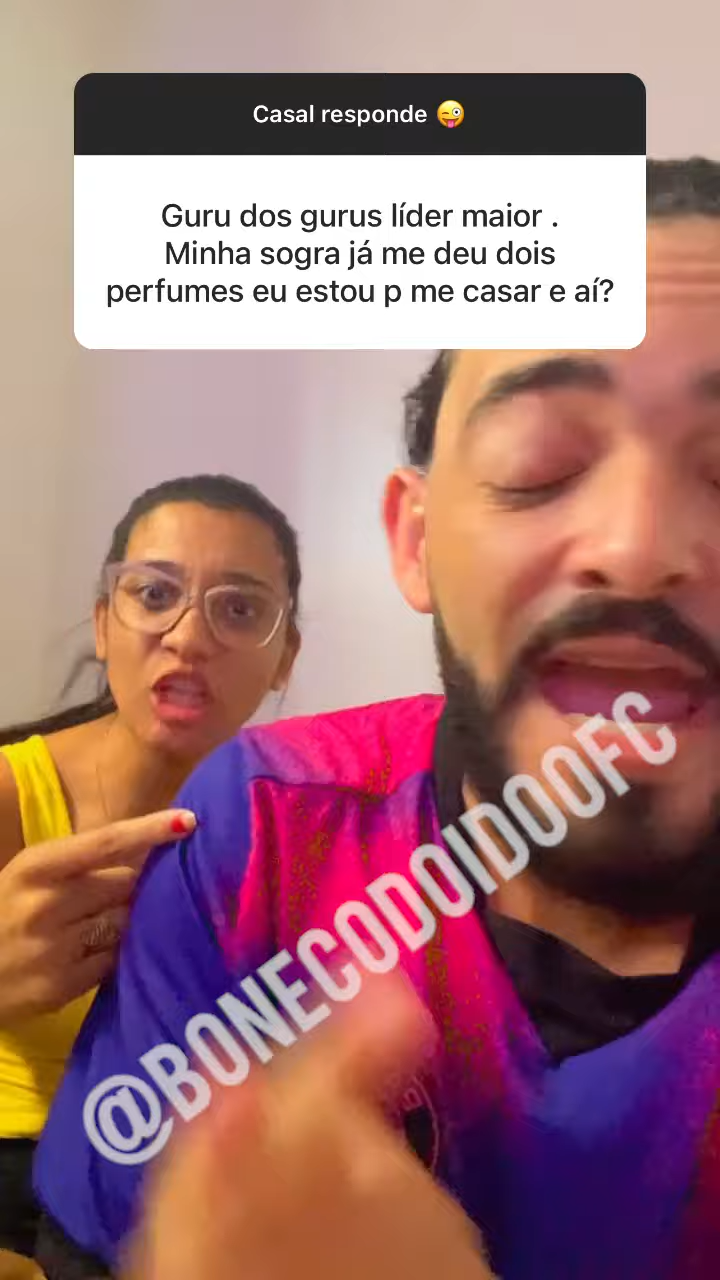 Casal responde 😜
Guru dos gurus líder maior .
Minha sogra já me deu dois
perfumes eu estou p me casar e aí?
@BONECODOIDOOFC